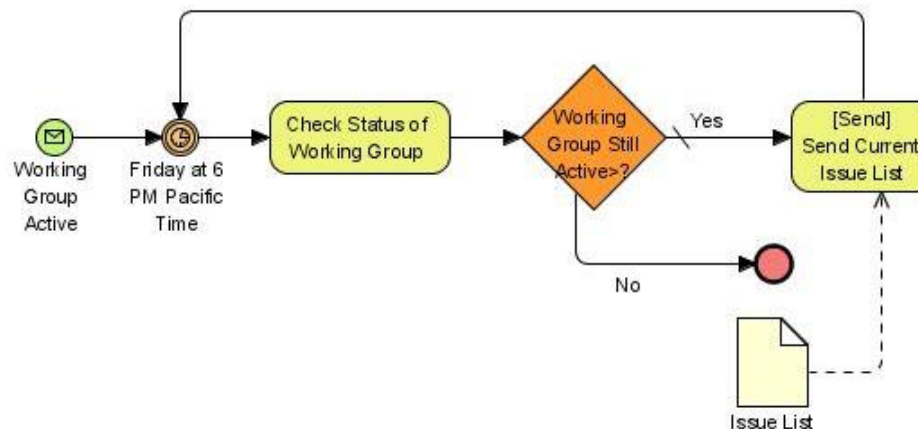 Working
Group
Active
Friday at 6
PM Pacific
Time
Check Status of
Working Group
Working
Group Still
Active>?
Yes
No
[Send]
Send Current
Issue List
Issue List